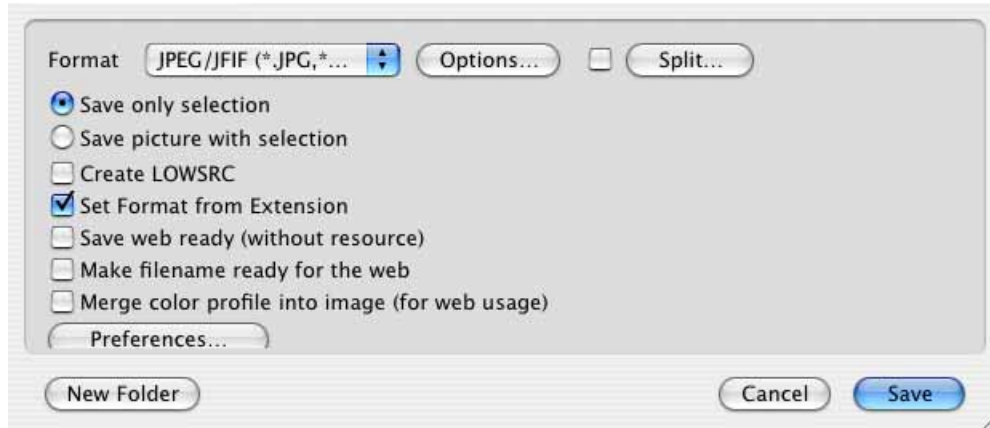 Format JPEG/JFIF (*.JPG,*... Options... Split...
Save only selection
Save picture with selection
Create LOWSRC
Set Format from Extension
Save web ready (without resource)
Make filename ready for the web
Merge color profile into image (for web usage)
Preferences...
New Folder Cancel Save